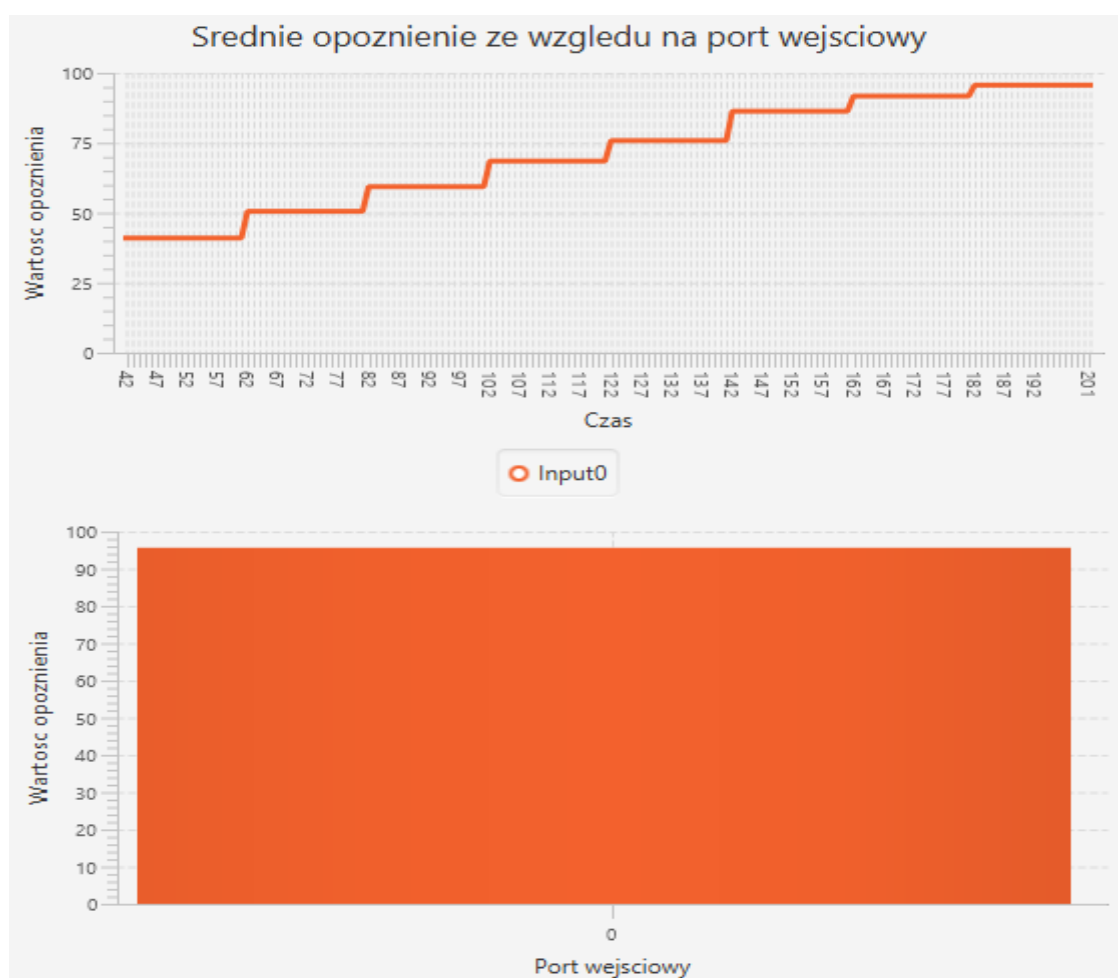 Srednie opoznienie ze wzgledu na port wejsciowy
Wartosc opoznienia
100
75
50
25
0
42 47 52 57 62 67 72 77 82 87 92 97 102 107 112 117 122 127 132 137 142 147 152 157 162 167 172 177 182 187 192 201
Czas
Input0
Wartosc opoznienia
100
90
80
70
60
50
40
30
20
10
0
0
Port wejsciowy